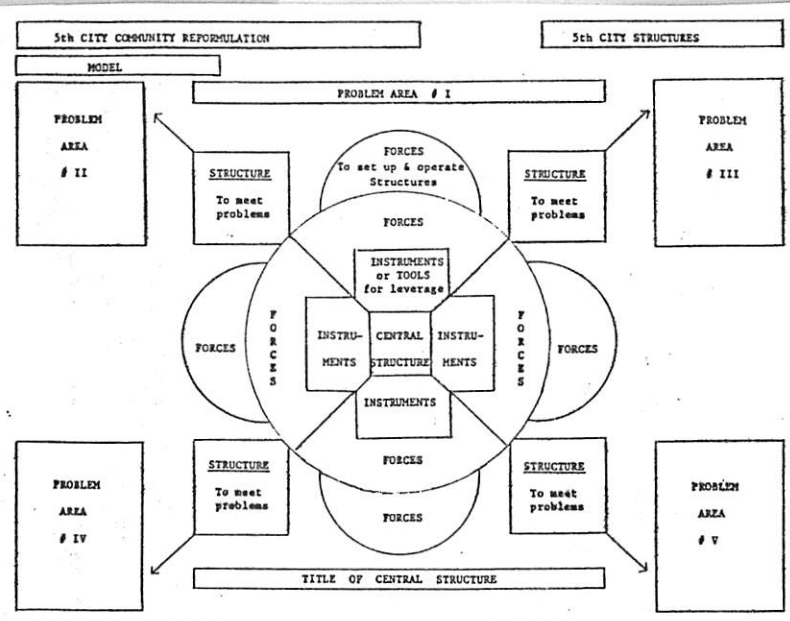 5th CITY COMMUNITY REFORMULATION
5th CITY STRUCTURES
MODEL
PROBLEM AREA # I
PROBLEM
AREA
# II
STRUCTURE
To meet
problems
FORCES
To set up & operate
Structures
STRUCTURE
To meet
problems
PROBLEM
AREA
# III
FORCES
INSTRUMENTS
or TOOLS
for leverage
FORCES
FORCES
INSTRU-
MENTS
CENTRAL
STRUCTURE
INSTRU-
MENTS
FORCES
FORCES
INSTRUMENTS
FORCES
FORCES
PROBLEM
AREA
# IV
STRUCTURE
To meet
problems
STRUCTURE
To meet
problems
PROBLEM
AREA
# V
TITLE OF CENTRAL STRUCTURE